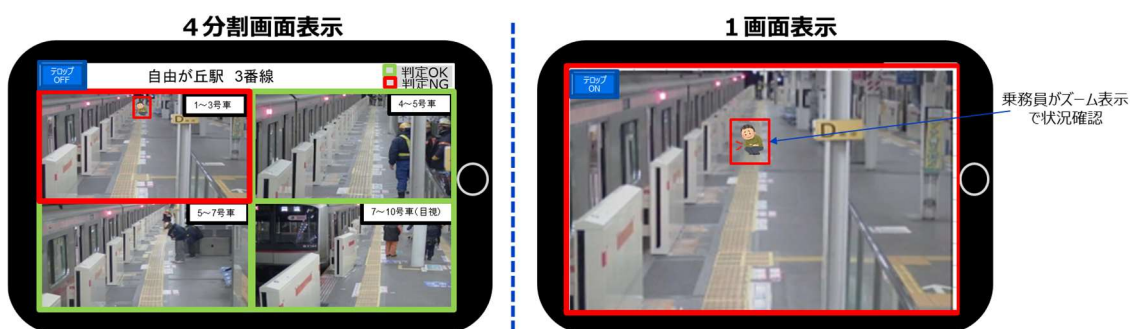 4分割画面表示
テロップ
OFF
自由が丘駅 3番線
判定OK
判定NG
1～3号車
4～5号車
5～7号車
7～10号車(目視)
1画面表示
テロップ
ON
D
乗務員がズーム表示
で状況確認